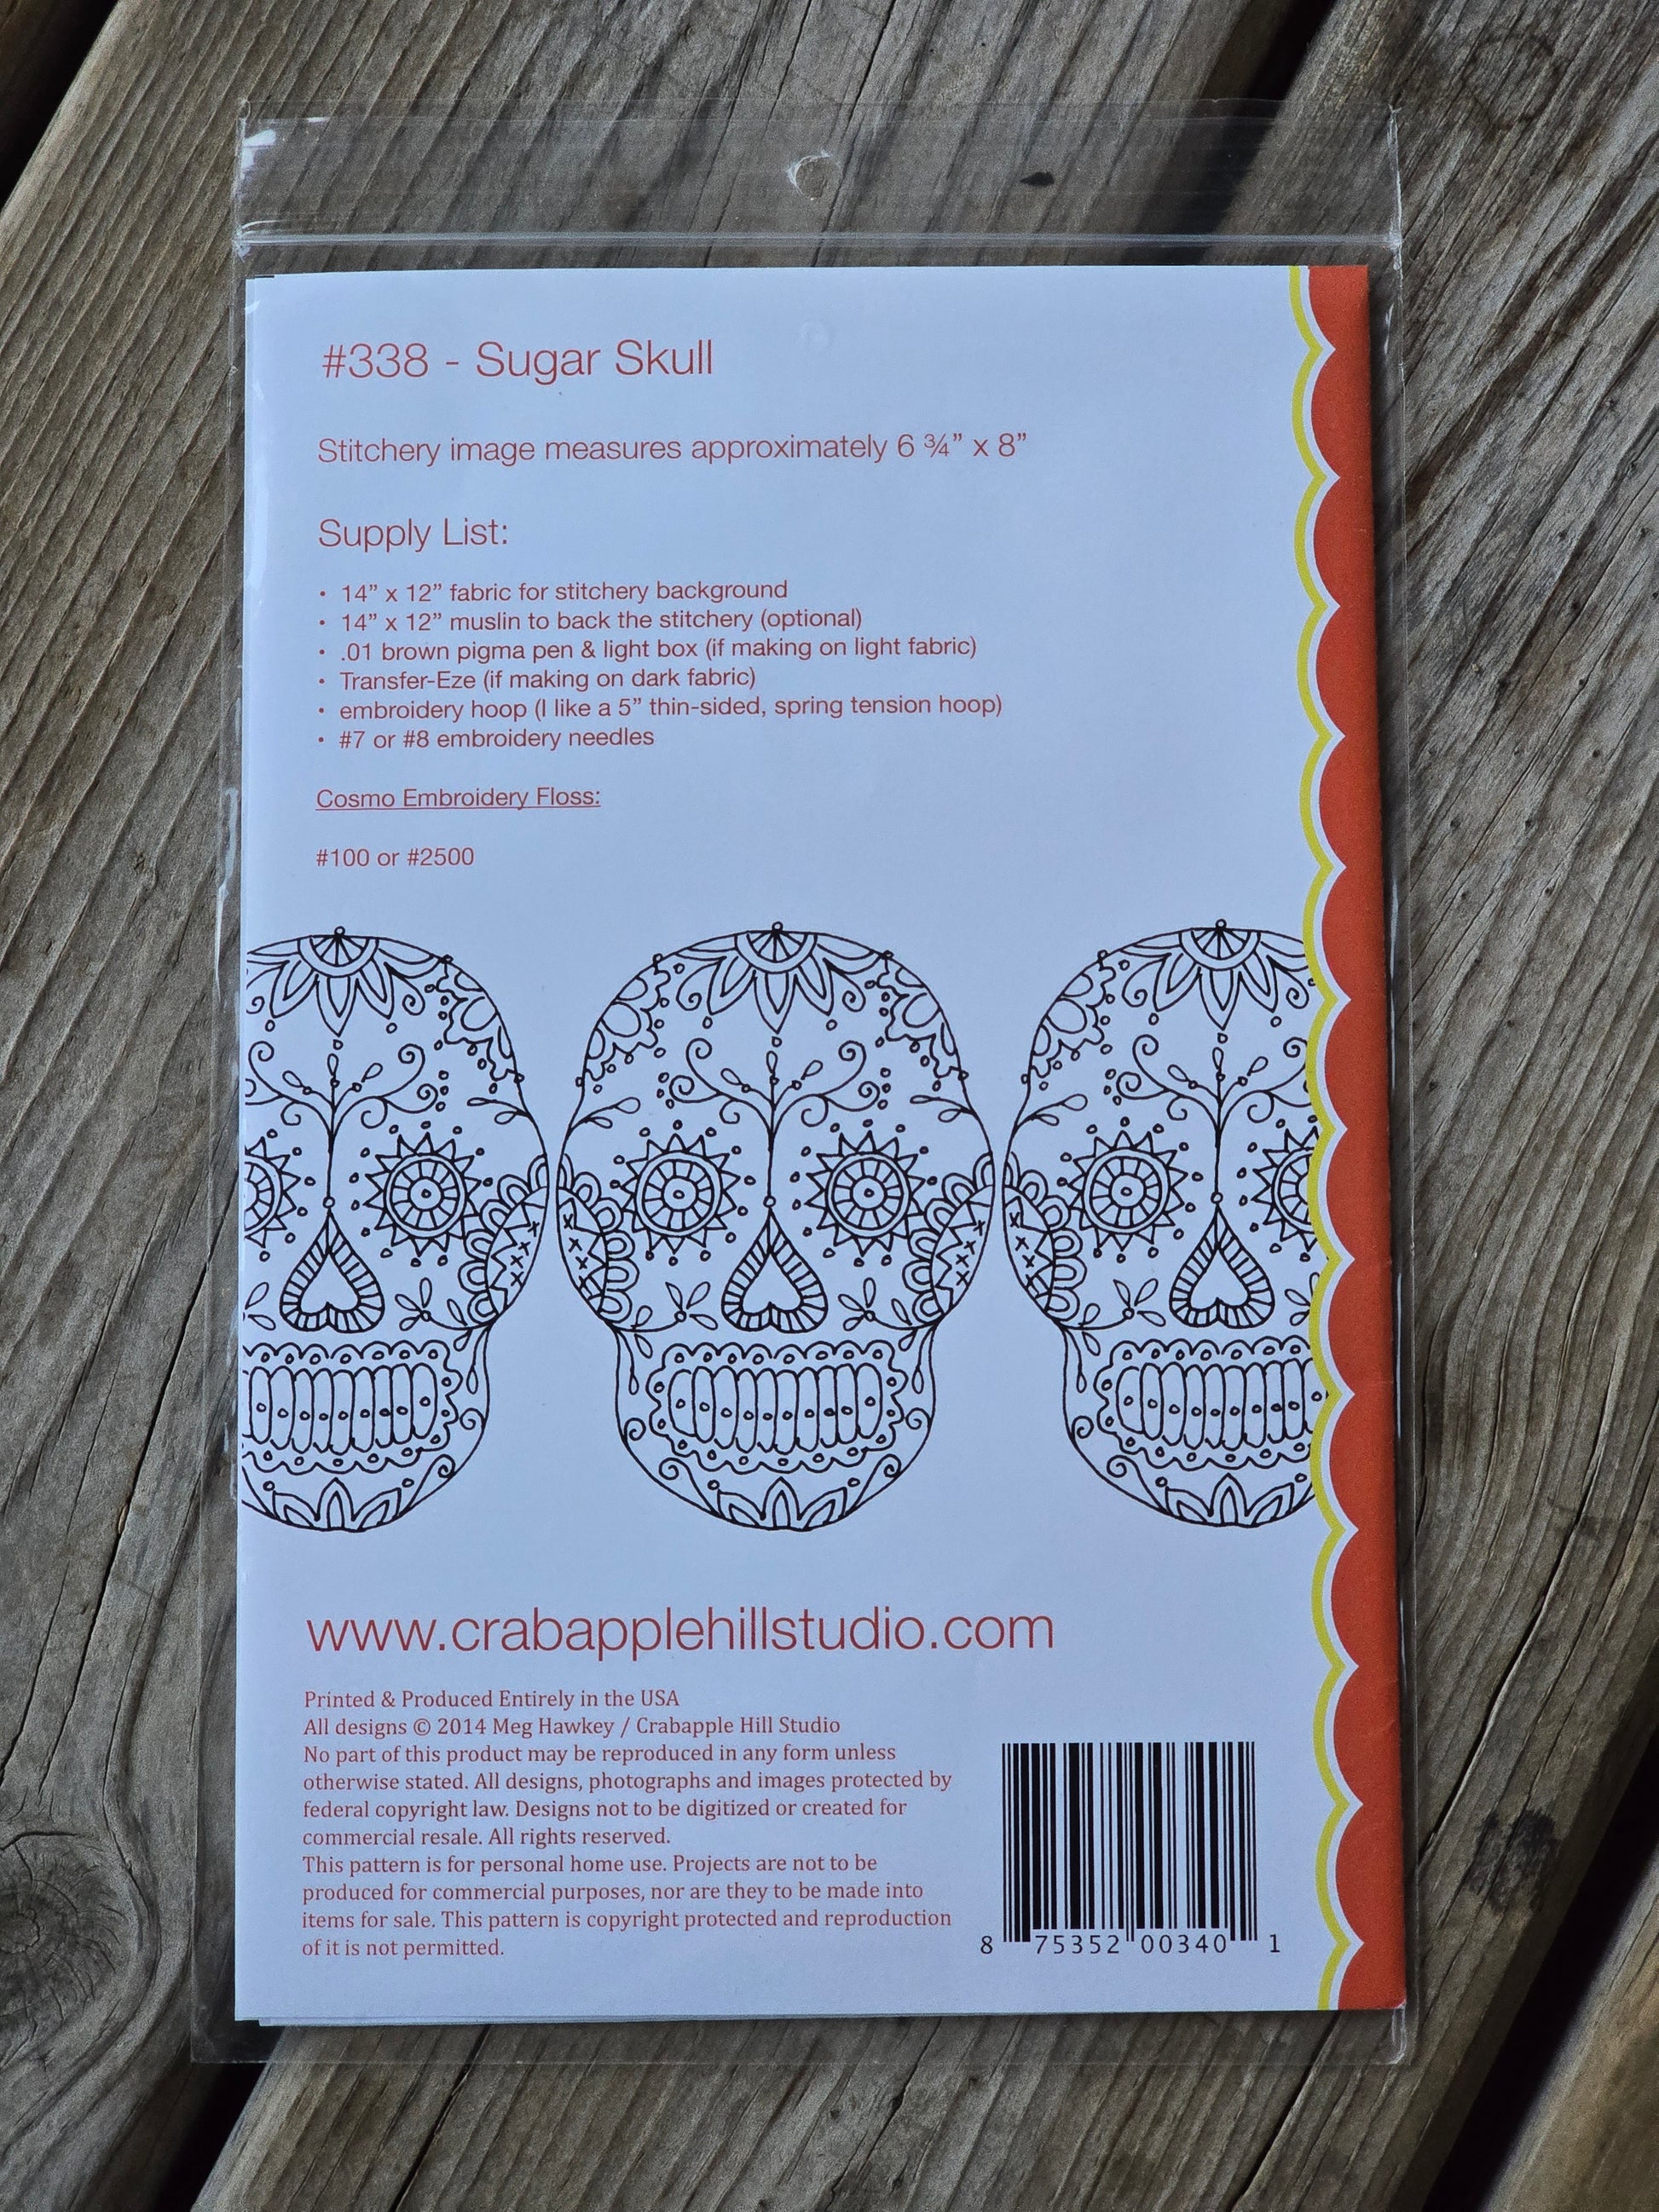 #338 - Sugar Skull
Stitchery image measures approximately 6 ¾” x 8”
Supply List:
• 14” x 12” fabric for stitchery background
• 14” x 12” muslin to back the stitchery (optional)
• .01 brown pigma pen & light box (if making on light fabric)
• Transfer-Eze (if making on dark fabric)
• embroidery hoop (I like a 5” thin-sided, spring tension hoop)
• #7 or #8 embroidery needles
Cosmo Embroidery Floss:
#100 or #2500
www.crabapplehillstudio.com
Printed & Produced Entirely in the USA
All designs © 2014 Meg Hawkey / Crabapple Hill Studio
No part of this product may be reproduced in any form unless
otherwise stated. All designs, photographs and images protected by
federal copyright law. Designs not to be digitized or created for
commercial resale. All rights reserved.
This pattern is for personal home use. Projects are not to be
produced for commercial purposes, nor are they to be made into
items for sale. This pattern is copyright protected and reproduction
of it is not permitted.
8 75352 00340 1